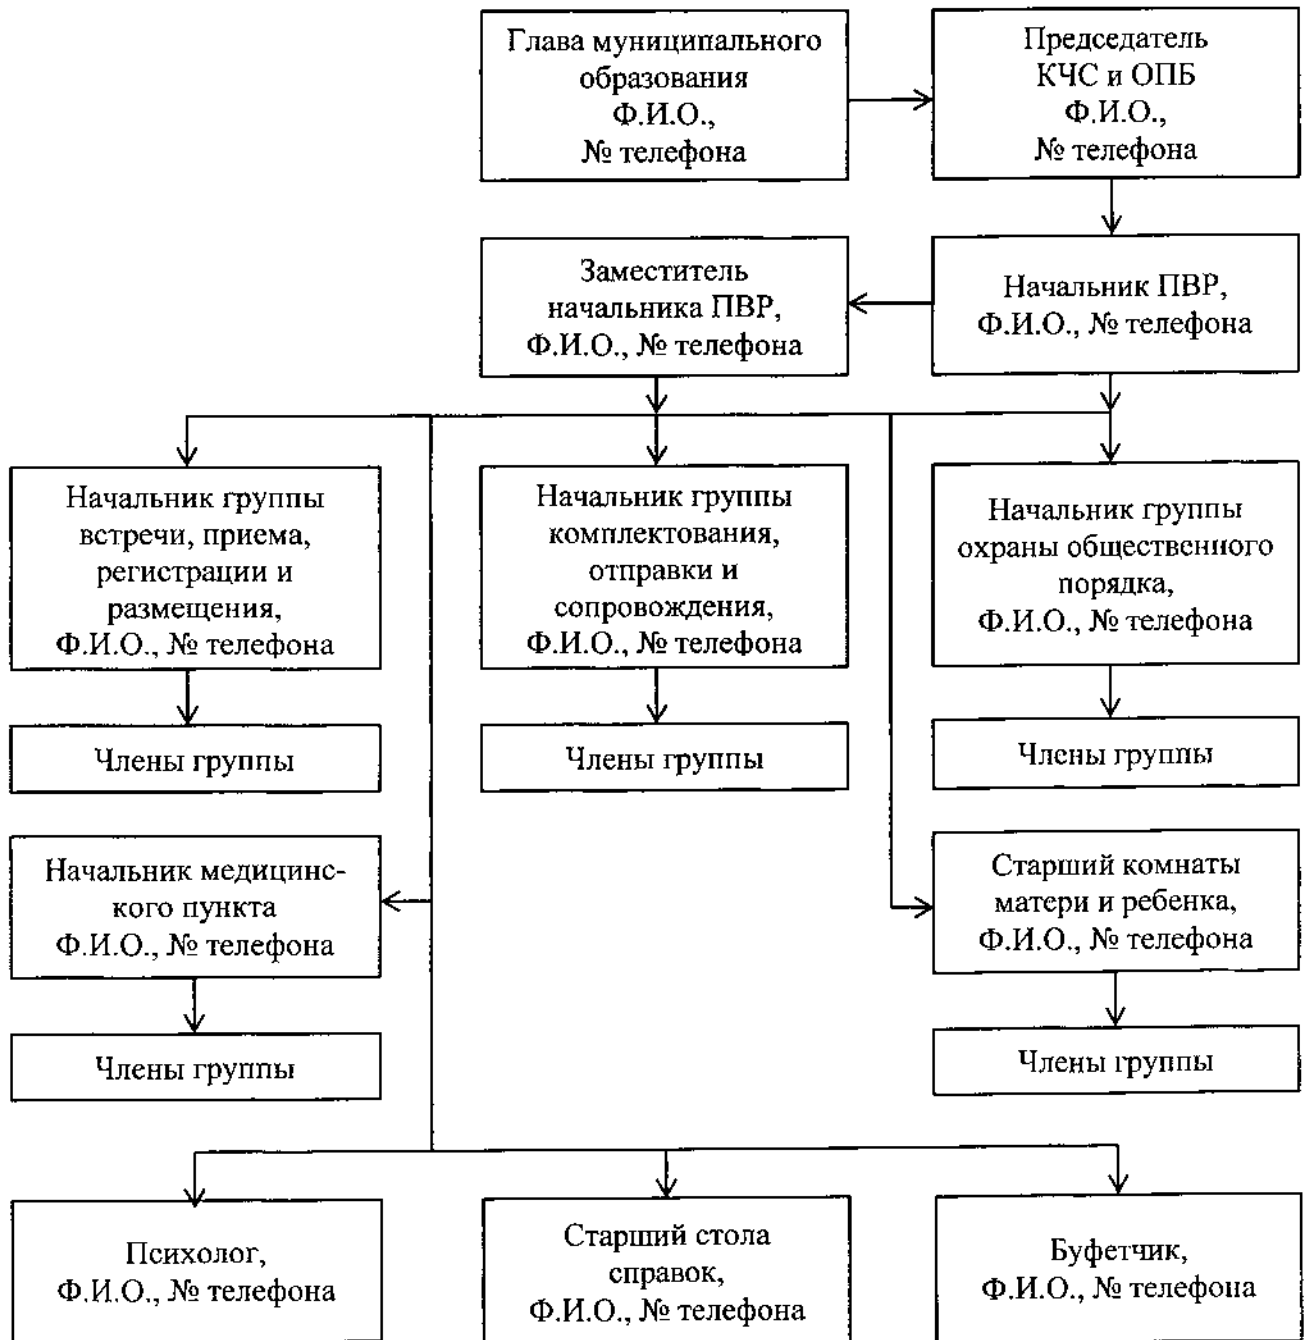 Глава муниципального
образования
Ф.И.О.,
№ телефона
Председатель
КЧС и ОПБ
Ф.И.О.,
№ телефона
Заместитель
начальника ПВР,
Ф.И.О., № телефона
Начальник ПВР,
Ф.И.О., № телефона
Начальник группы
встречи, приема,
регистрации и
размещения,
Ф.И.О., № телефона
Начальник группы
комплектования,
отправки и
сопровождения,
Ф.И.О., № телефона
Начальник группы
охраны общественного
порядка,
Ф.И.О., № телефона
Члены группы
Члены группы
Члены группы
Начальник медицинс-
кого пункта
Ф.И.О., № телефона
Старший комнаты
матери и ребенка,
Ф.И.О., № телефона
Члены группы
Члены группы
Психолог,
Ф.И.О., № телефона
Старший стола
справок,
Ф.И.О., № телефона
Буфетчик,
Ф.И.О., № телефона